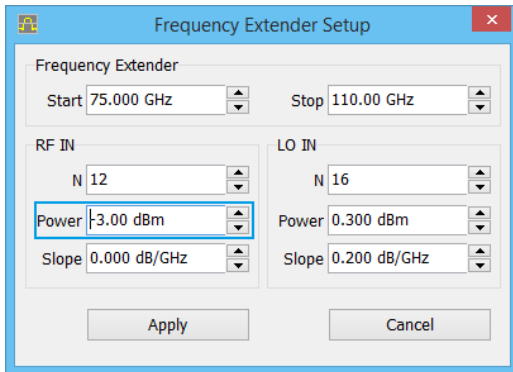 Frequency Extender Setup
Frequency Extender
Start 75.000 GHz Stop 110.00 GHz
RF IN LO IN
N 12 N 16
Power -3.00 dBm Power 0.300 dBm
Slope 0.000 dB/GHz Slope 0.200 dB/GHz
Apply Cancel